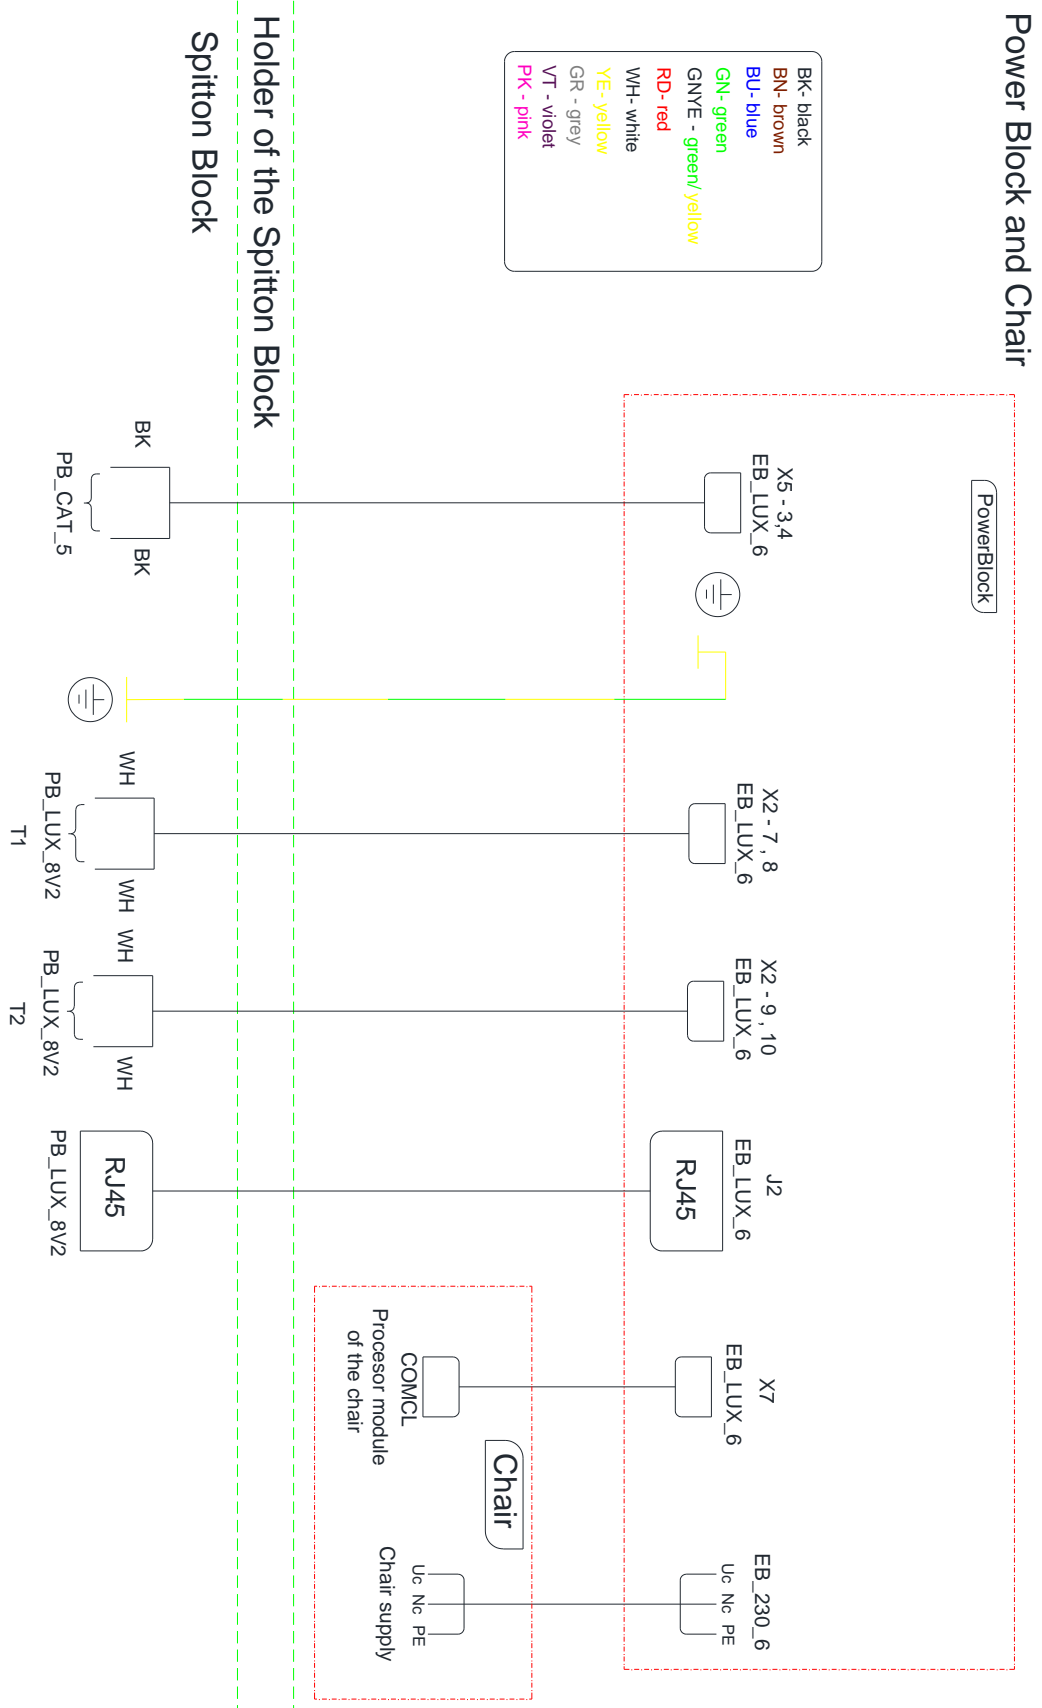 Power Block and Chair
BK- black
BN- brown
BU- blue
GN- green
GNYE - green/ yellow
RD- red
WH- white
YE - yellow
GR - grey
VT - violet
PK - pink
PowerBlock
X5 - 3,4
EB_LUX_6
X2 - 7 , 8
EB_LUX_6
X2 - 9 , 10
EB_LUX_6
J2
EB_LUX_6
RJ45
X7
EB_LUX_6
EB_230_6
Uc Nc PE
Chair
COMCL
Procesor module
of the chair
Uc Nc PE
Chair supply
Holder of the Spitton Block
Spitton Block
BK
BK
PB_CAT_5
WH
WH
PB_LUX_8V2
T1
WH
WH
PB_LUX_8V2
T2
RJ45
PB_LUX_8V2